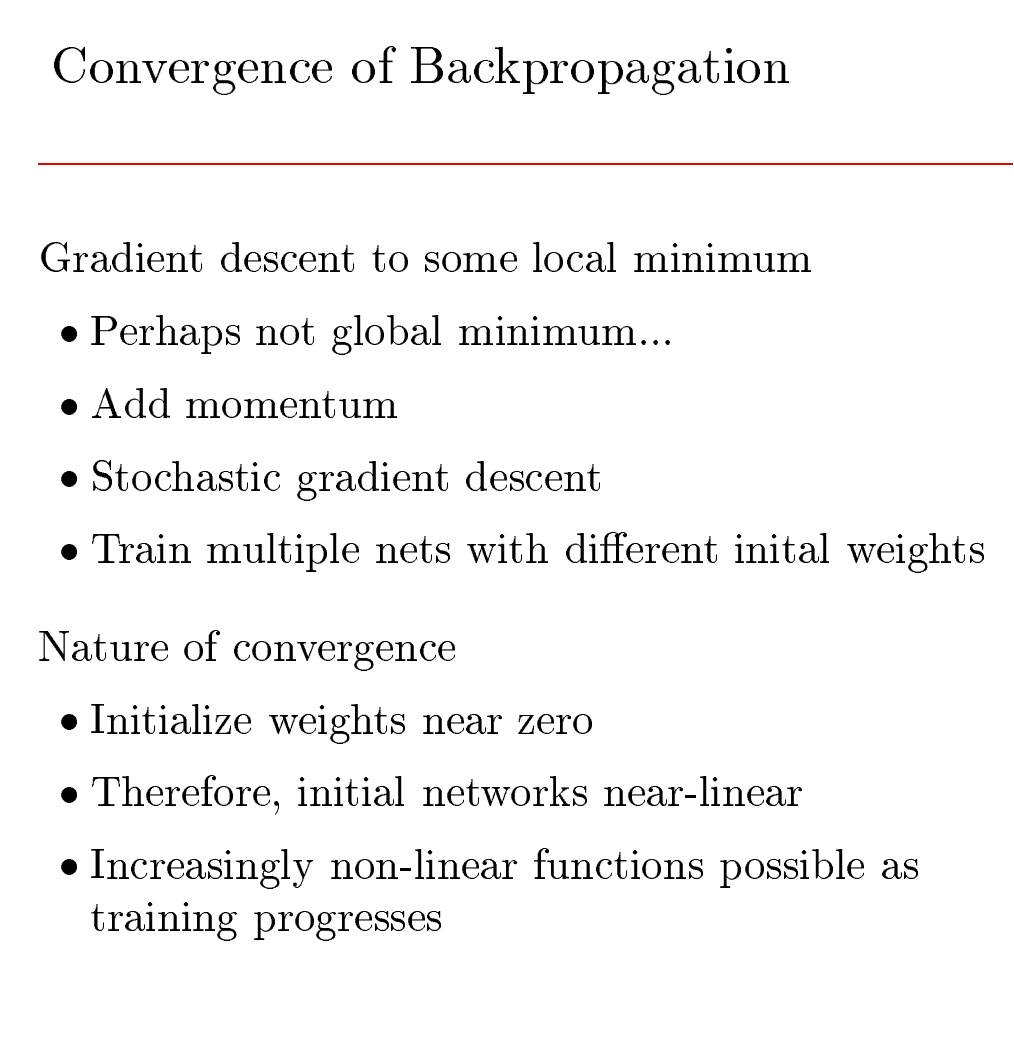 Convergence of Backpropagation
Gradient descent to some local minimum
• Perhaps not global minimum...
• Add momentum
• Stochastic gradient descent
• Train multiple nets with different inital weights
Nature of convergence
• Initialize weights near zero
• Therefore, initial networks near-linear
• Increasingly non-linear functions possible as
training progresses